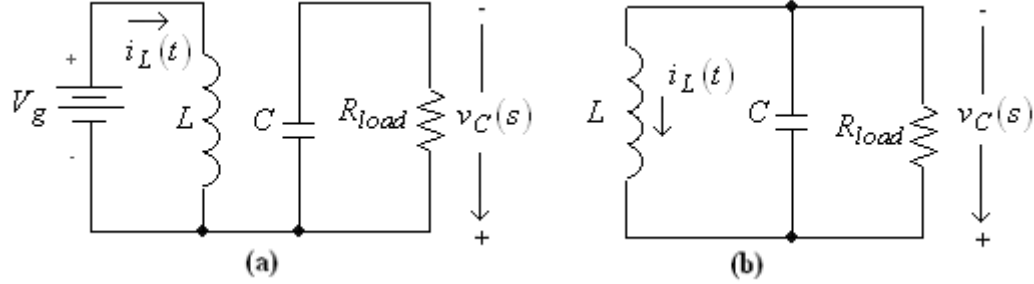 +
i_L(t)
V_g
-
L
C
R_load
-
v_C(s)
+
(a)
L
i_L(t)
C
R_load
-
v_C(s)
+
(b)